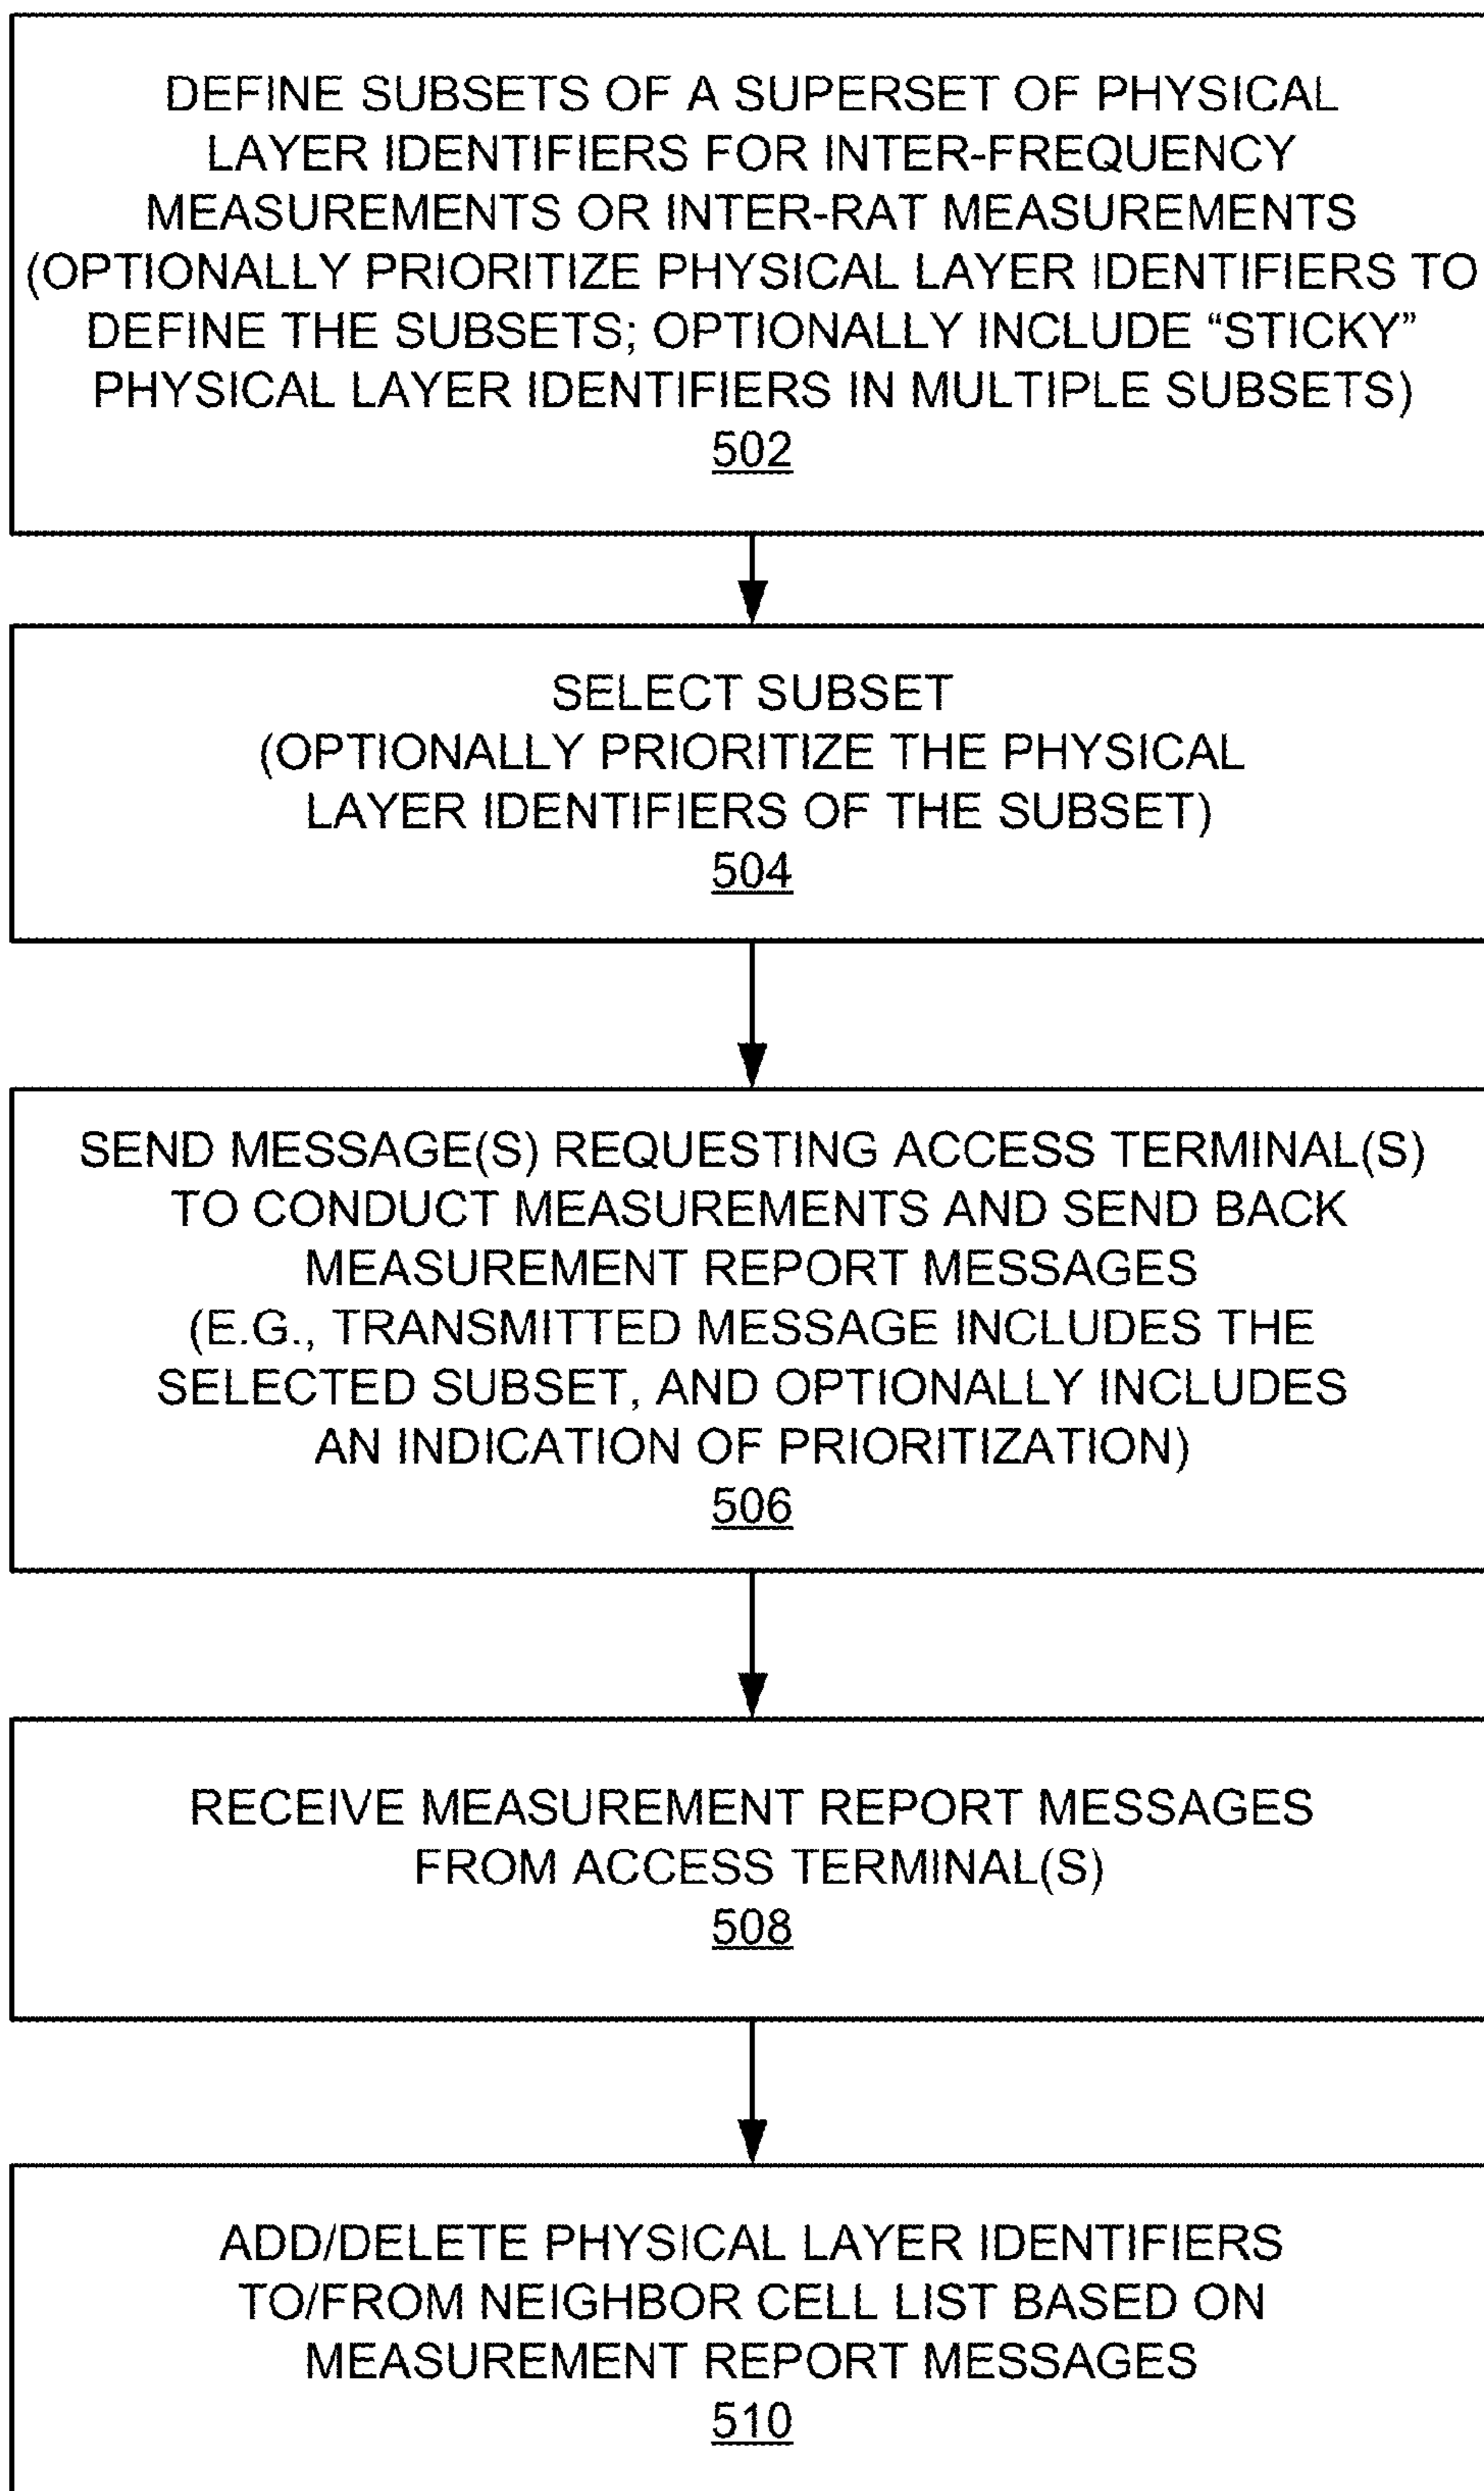 DEFINE SUBSETS OF A SUPERSET OF PHYSICAL
LAYER IDENTIFIERS FOR INTER-FREQUENCY
MEASUREMENTS OR INTER-RAT MEASUREMENTS
(OPTIONALLY PRIORITIZE PHYSICAL LAYER IDENTIFIERS TO
DEFINE THE SUBSETS; OPTIONALLY INCLUDE “STICKY”
PHYSICAL LAYER IDENTIFIERS IN MULTIPLE SUBSETS)
502
SELECT SUBSET
(OPTIONALLY PRIORITIZE THE PHYSICAL
LAYER IDENTIFIERS OF THE SUBSET)
504
SEND MESSAGE(S) REQUESTING ACCESS TERMINAL(S)
TO CONDUCT MEASUREMENTS AND SEND BACK
MEASUREMENT REPORT MESSAGES
(E.G., TRANSMITTED MESSAGE INCLUDES THE
SELECTED SUBSET, AND OPTIONALLY INCLUDES
AN INDICATION OF PRIORITIZATION)
506
RECEIVE MEASUREMENT REPORT MESSAGES
FROM ACCESS TERMINAL(S)
508
ADD/DELETE PHYSICAL LAYER IDENTIFIERS
TO/FROM NEIGHBOR CELL LIST BASED ON
MEASUREMENT REPORT MESSAGES
510